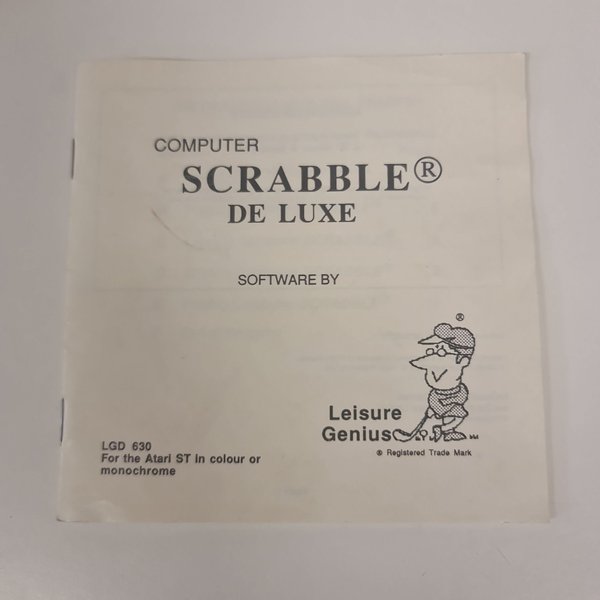 COMPUTER
SCRABBLE®
DE LUXE
SOFTWARE BY
®
Leisure
Genius
® Registered Trade Mark
LGD 630
For the Atari ST in colour or
monochrome